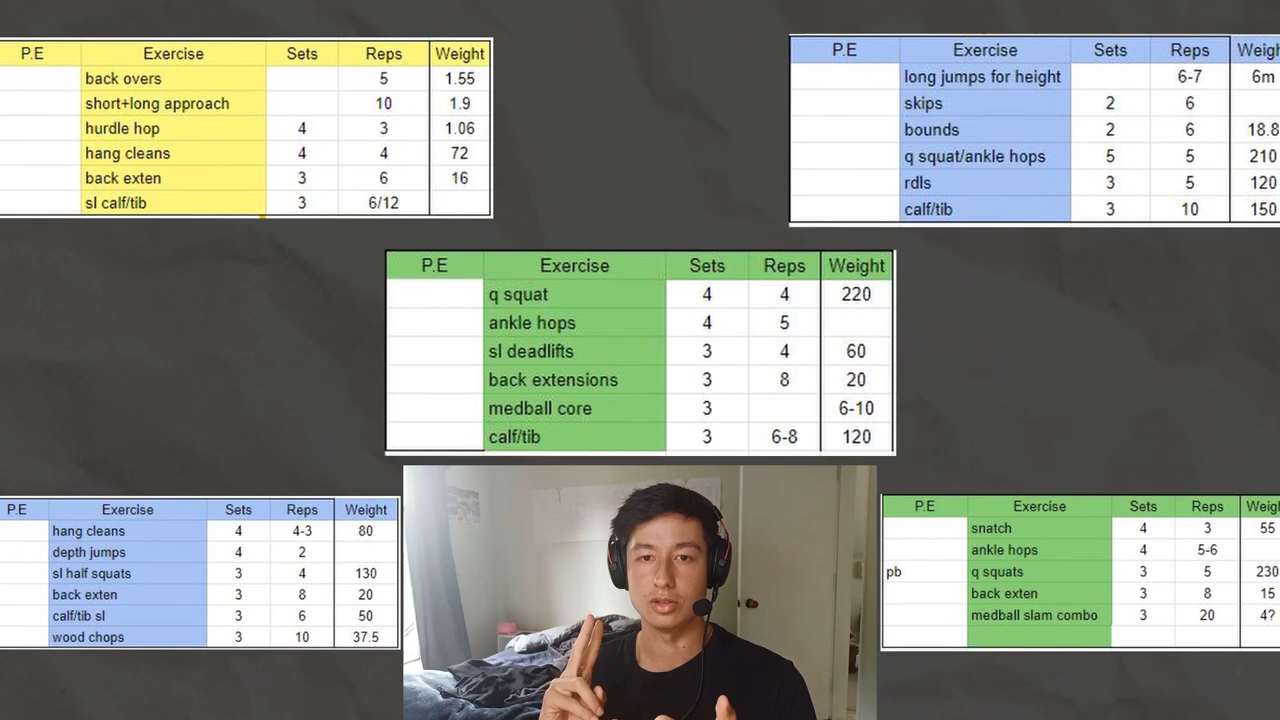 P.E Exercise Sets Reps Weight
back overs 5 1.55
short+long approach 10 1.9
hurdle hop 4 3 1.06
hang cleans 4 4 72
back exten 3 6 16
sl calf/tib 3 6/12
P.E Exercise Sets Reps Weigh
long jumps for height 6-7 6m
skips 2 6
bounds 2 6 18.8
q squat/ankle hops 5 5 210
rdls 3 5 120
calf/tib 3 10 150
P.E Exercise Sets Reps Weight
q squat 4 4 220
ankle hops 4 5
sl deadlifts 3 4 60
back extensions 3 8 20
medball core 3 6-10
calf/tib 3 6-8 120
P.E Exercise Sets Reps Weight
hang cleans 4 4-3 80
depth jumps 4 2
sl half squats 3 4 130
back exten 3 8 20
calf/tib sl 3 6 50
wood chops 3 10 37.5
P.E Exercise Sets Reps Weigh
snatch 4 3 55
ankle hops 4 5-6
pb q squats 3 5 230
back exten 3 8 15
medball slam combo 3 20 4?